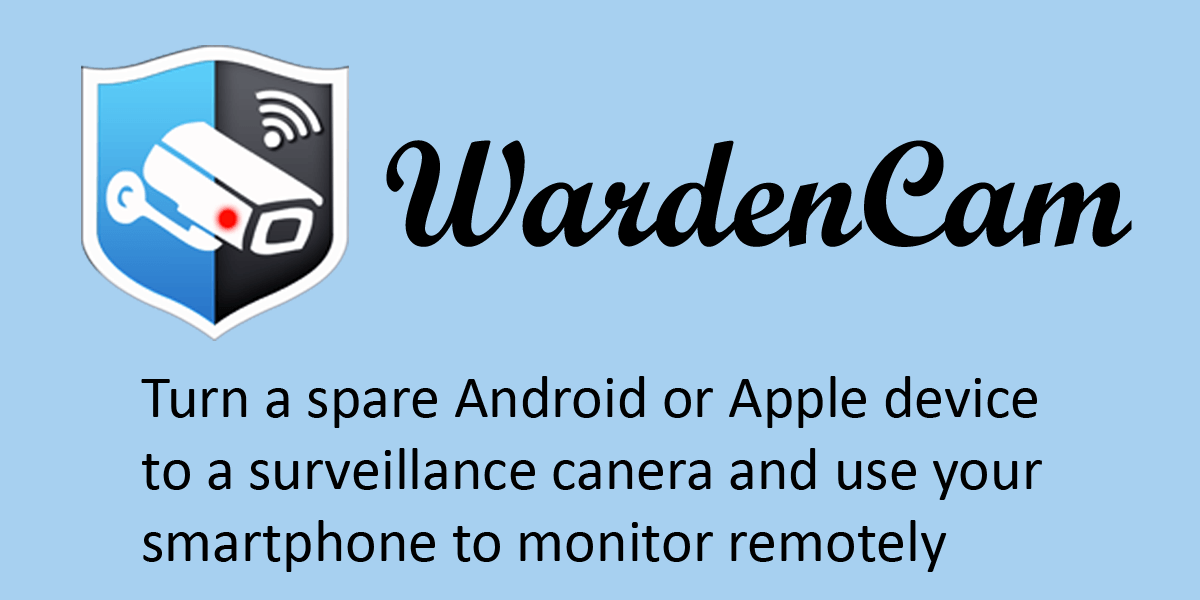 WardenCam
Turn a spare Android or Apple device
to a surveillance canera and use your
smartphone to monitor remotely